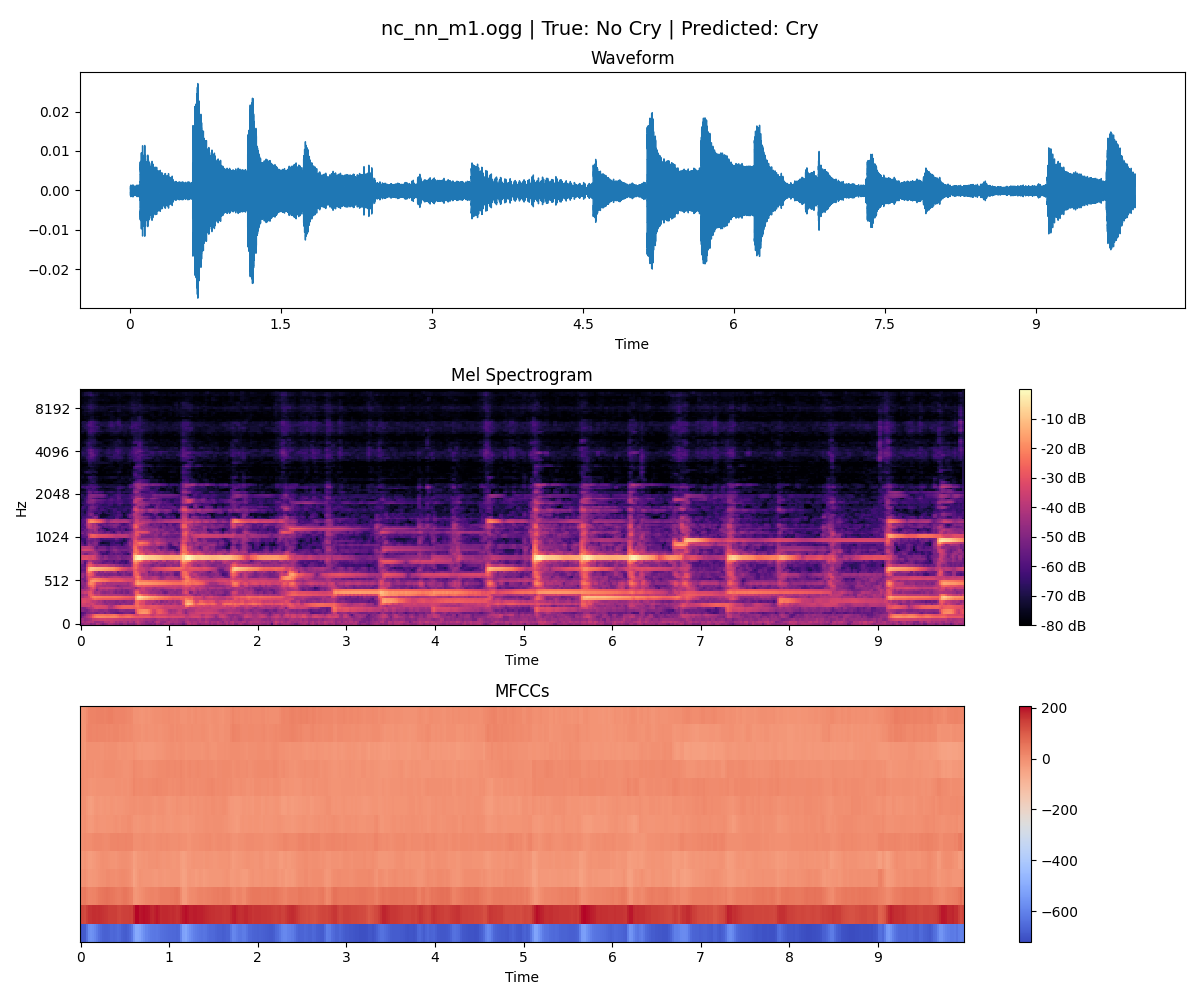 nc_nn_m1.ogg | True: No Cry | Predicted: Cry
Waveform
0.02
0.01
0.00
−0.01
−0.02
0 1.5 3 4.5 6 7.5 9
Time
Mel Spectrogram
8192
4096
2048
1024
512
0
Hz
0 1 2 3 4 5 6 7 8 9
Time
-10 dB
-20 dB
-30 dB
-40 dB
-50 dB
-60 dB
-70 dB
-80 dB
MFCCs
0 1 2 3 4 5 6 7 8 9
Time
200
0
−200
−400
−600